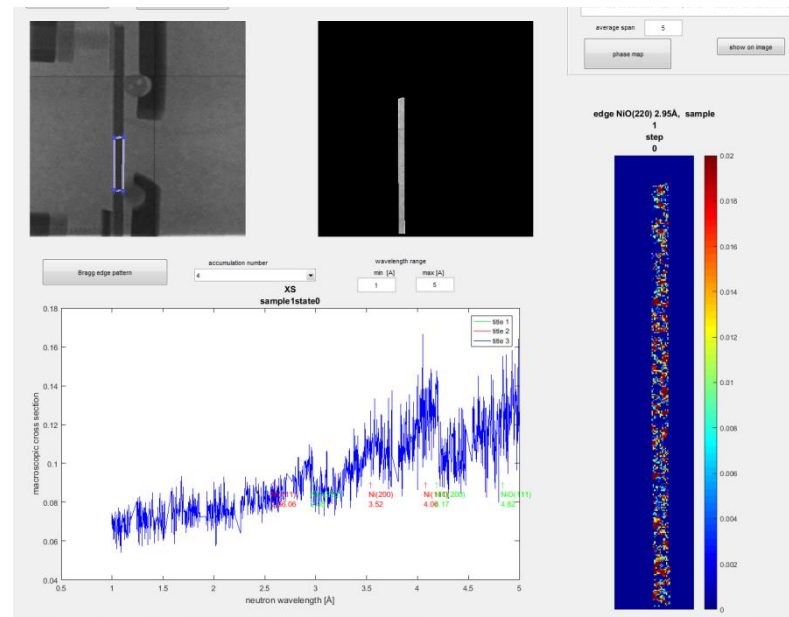 average span 5
phase map
show on image
edge NiO(220) 2.95Å, sample
1
step
0
accumulation number
wavelength range
Bragg edge pattern
4
min [A]
max [A]
1
5
XS
sample1state0
title 1
title 2
title 3
macroscopic cross section
0.18
0.16
0.14
0.12
0.1
0.08
0.06
0.04
Ni(200)
3.52
4.06
4.17
NiO(111)
4.82
0.5
1
1.5
2
2.5
3
3.5
4
4.5
5
neutron wavelength [Å]
0.02
0.018
0.016
0.014
0.012
0.01
0.008
0.006
0.004
0.002
0